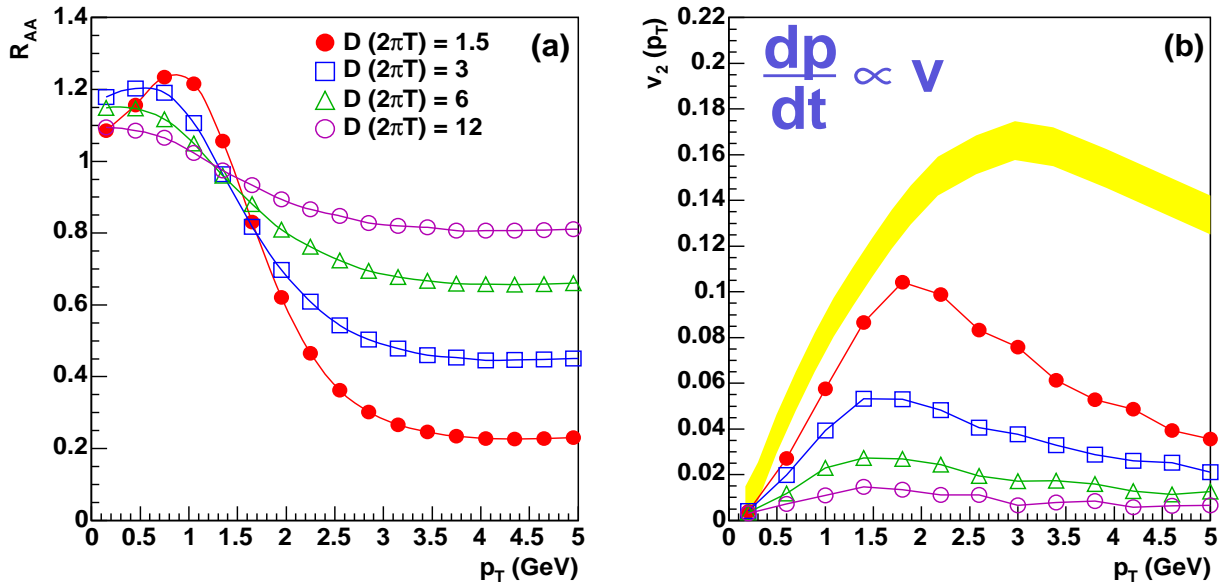 R_AA
1.4
1.2
1
0.8
0.6
0.4
0.2
0
0 0.5 1 1.5 2 2.5 3 3.5 4 4.5 5
p_T (GeV)
(a)
D (2πT) = 1.5
D (2πT) = 3
D (2πT) = 6
D (2πT) = 12
v_2 (p_T)
0.22
0.2
0.18
0.16
0.14
0.12
0.1
0.08
0.06
0.04
0.02
0
0 0.5 1 1.5 2 2.5 3 3.5 4 4.5 5
p_T (GeV)
(b)
dp
dt ∝ v